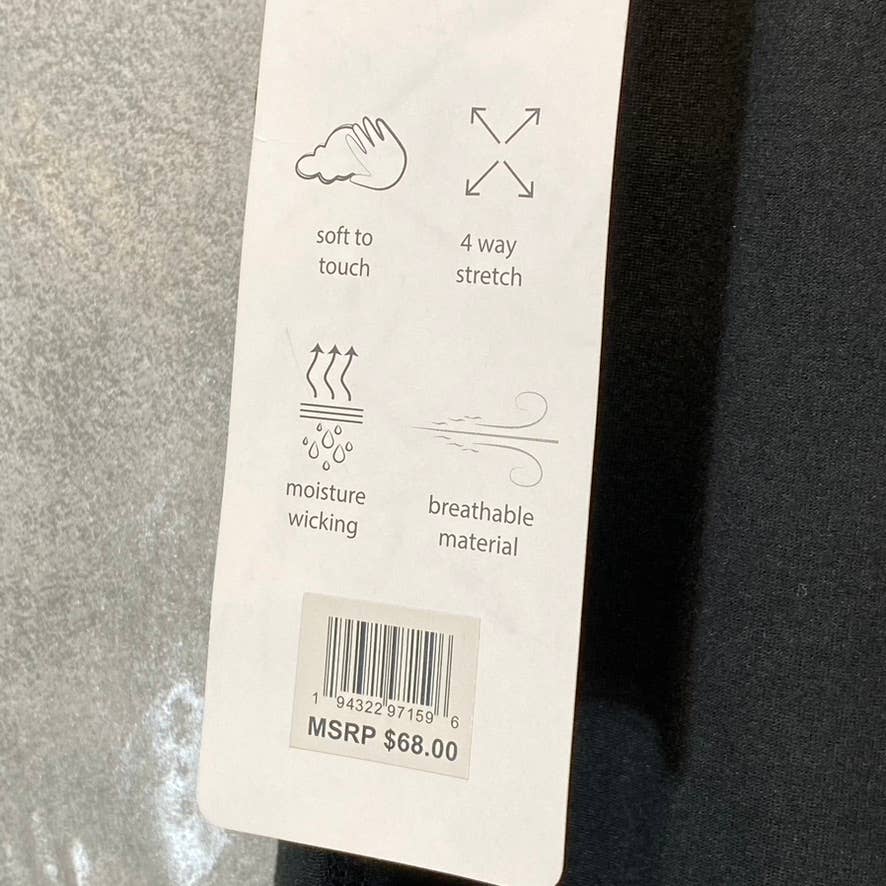 soft to
touch
4 way
stretch
moisture
wicking
breathable
material
1 94322 97159 6
MSRP $68.00